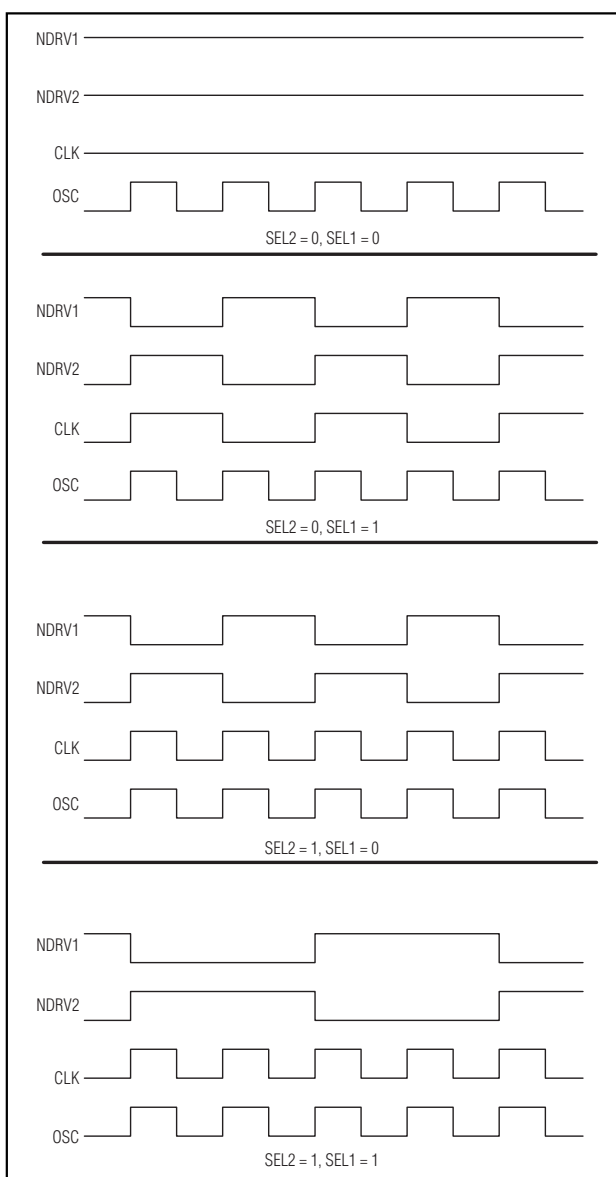 NDRV1
NDRV2
CLK
OSC
SEL2 = 0, SEL1 = 0
NDRV1
NDRV2
CLK
OSC
SEL2 = 0, SEL1 = 1
NDRV1
NDRV2
CLK
OSC
SEL2 = 1, SEL1 = 0
NDRV1
NDRV2
CLK
OSC
SEL2 = 1, SEL1 = 1